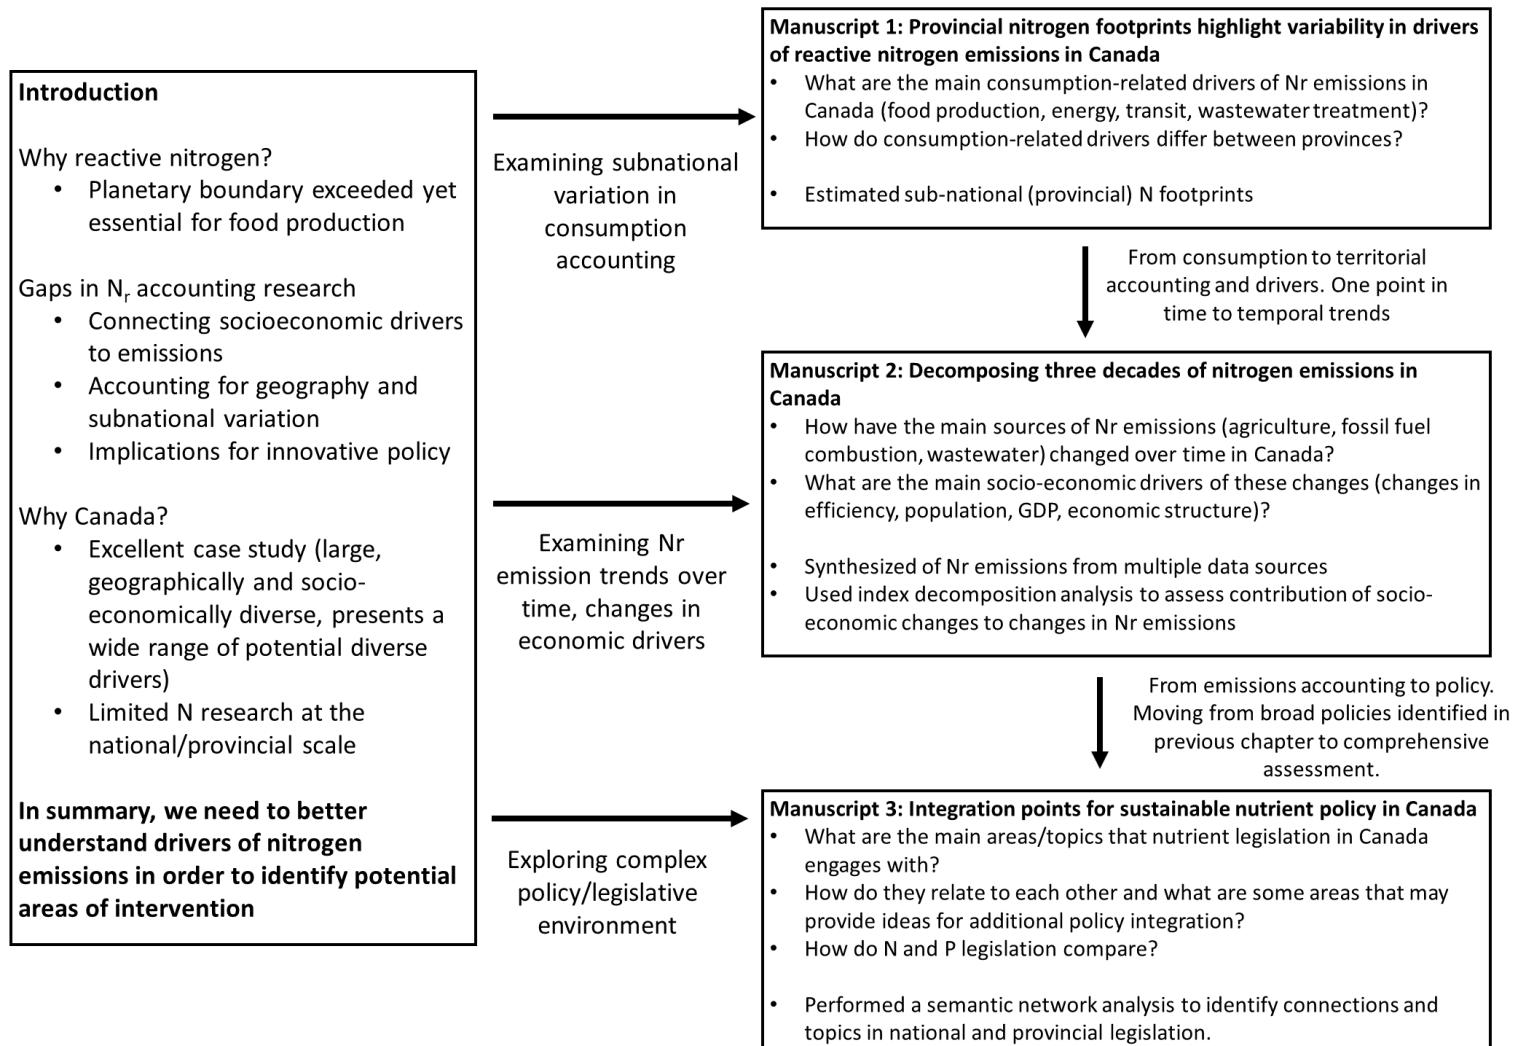 Introduction
Why reactive nitrogen?
• Planetary boundary exceeded yet
essential for food production
Gaps in Nr accounting research
• Connecting socioeconomic drivers
to emissions
• Accounting for geography and
subnational variation
• Implications for innovative policy
Why Canada?
• Excellent case study (large,
geographically and socio-
economically diverse, presents a
wide range of potential diverse
drivers)
• Limited N research at the
national/provincial scale
In summary, we need to better
understand drivers of nitrogen
emissions in order to identify potential
areas of intervention
Examining subnational
variation in
consumption
accounting
Manuscript 1: Provincial nitrogen footprints highlight variability in drivers
of reactive nitrogen emissions in Canada
• What are the main consumption-related drivers of Nr emissions in
Canada (food production, energy, transit, wastewater treatment)?
• How do consumption-related drivers differ between provinces?
• Estimated sub-national (provincial) N footprints
From consumption to territorial
accounting and drivers. One point in
time to temporal trends
Examining Nr
emission trends over
time, changes in
economic drivers
Manuscript 2: Decomposing three decades of nitrogen emissions in
Canada
• How have the main sources of Nr emissions (agriculture, fossil fuel
combustion, wastewater) changed over time in Canada?
• What are the main socio-economic drivers of these changes (changes in
efficiency, population, GDP, economic structure)?
• Synthesized of Nr emissions from multiple data sources
• Used index decomposition analysis to assess contribution of socio-
economic changes to changes in Nr emissions
From emissions accounting to policy.
Moving from broad policies identified in
previous chapter to comprehensive
assessment.
Exploring complex
policy/legislative
environment
Manuscript 3: Integration points for sustainable nutrient policy in Canada
• What are the main areas/topics that nutrient legislation in Canada
engages with?
• How do they relate to each other and what are some areas that may
provide ideas for additional policy integration?
• How do N and P legislation compare?
• Performed a semantic network analysis to identify connections and
topics in national and provincial legislation.